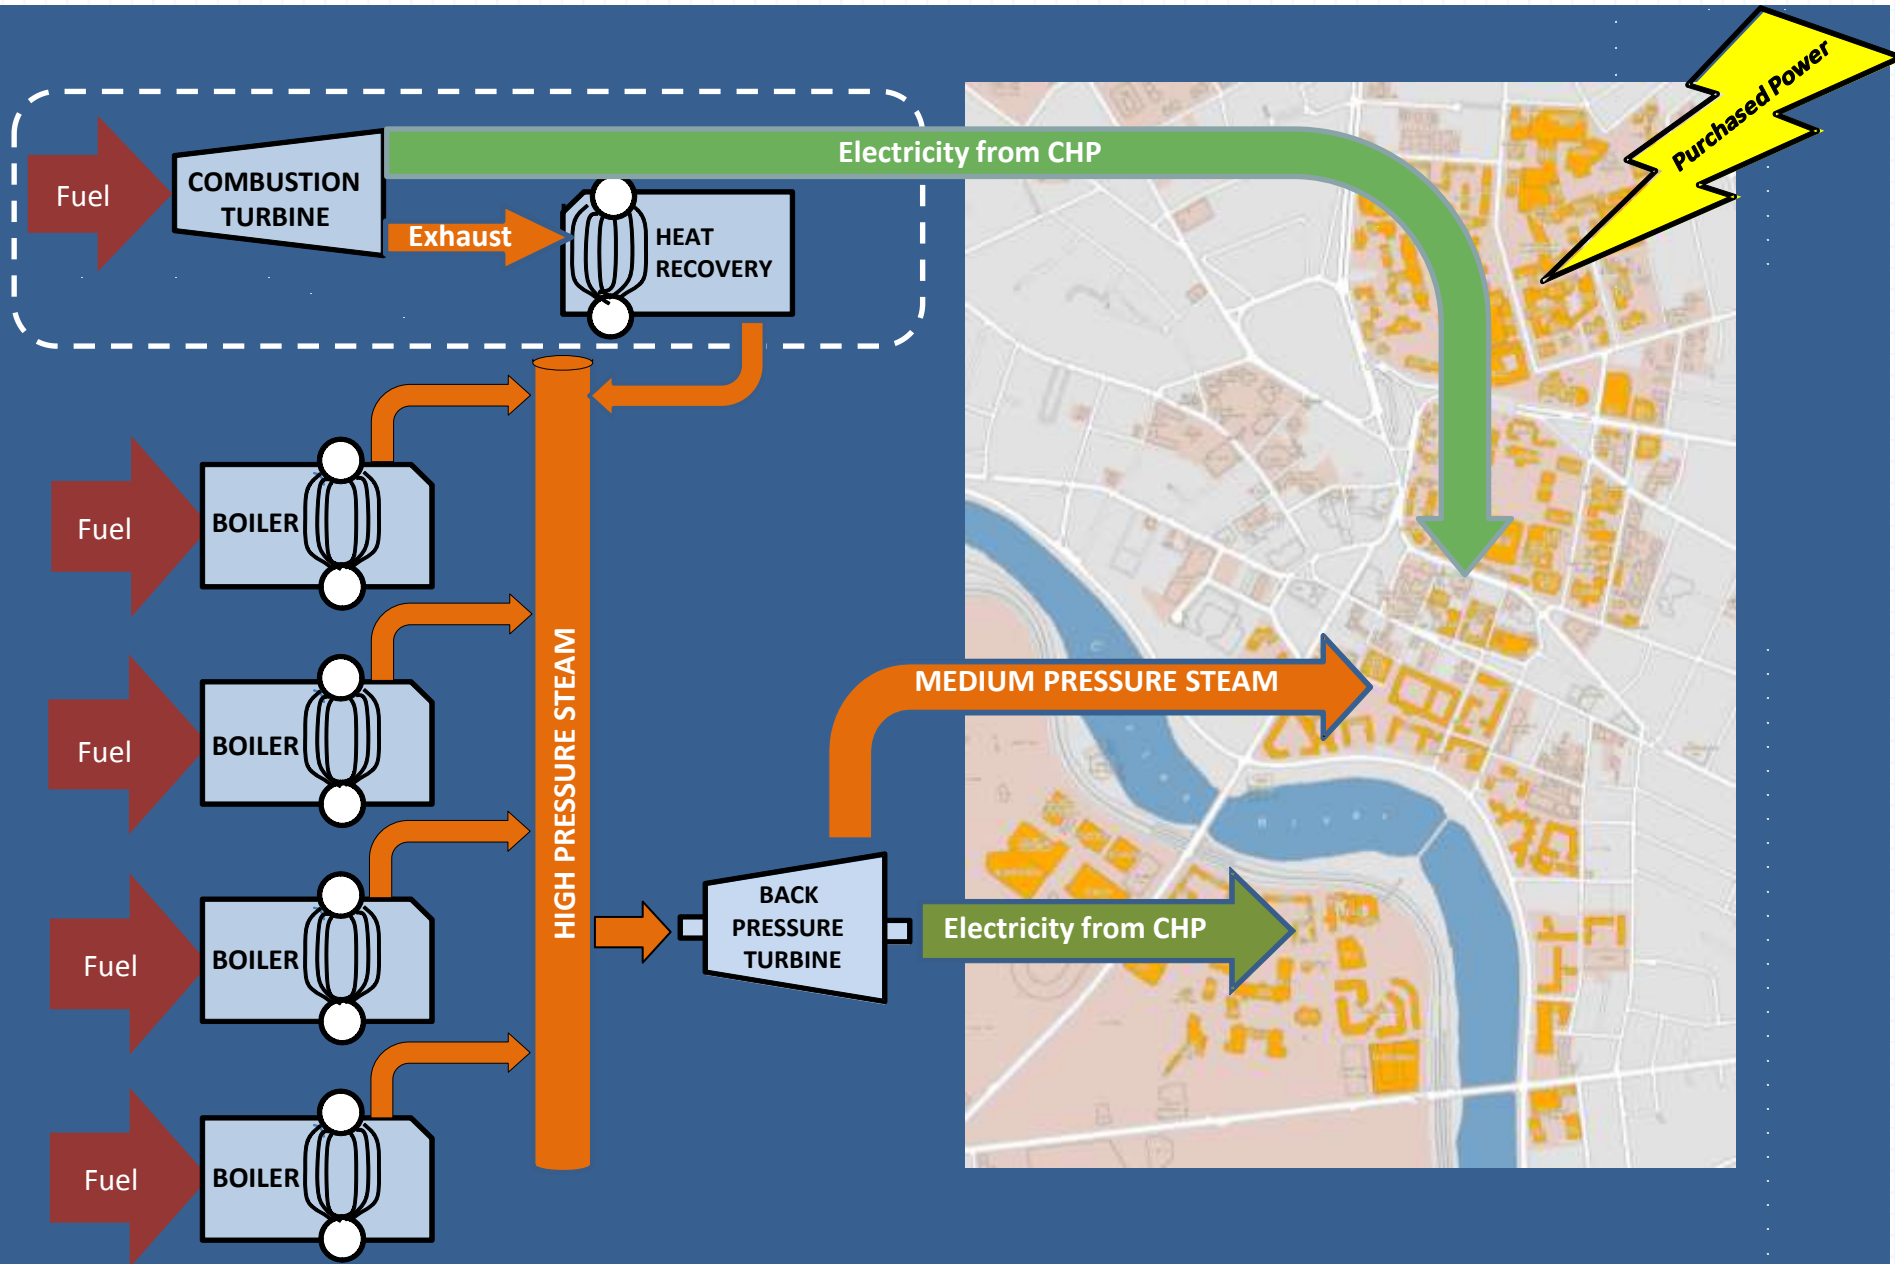 Purchased Power
Electricity from CHP
Fuel
COMBUSTION
TURBINE
Exhaust
HEAT
RECOVERY
Fuel
BOILER
Fuel
BOILER
Fuel
BOILER
Fuel
BOILER
HIGH PRESSURE STEAM
MEDIUM PRESSURE STEAM
BACK
PRESSURE
TURBINE
Electricity from CHP